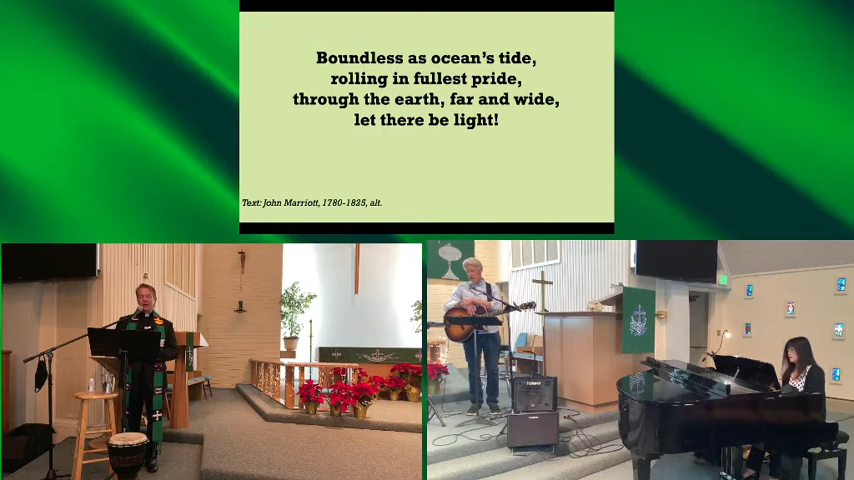 Boundless as ocean's tide,
rolling in fullest pride,
through the earth, far and wide,
let there be light!
Text: John Marriott, 1780-1825, alt.
Roland